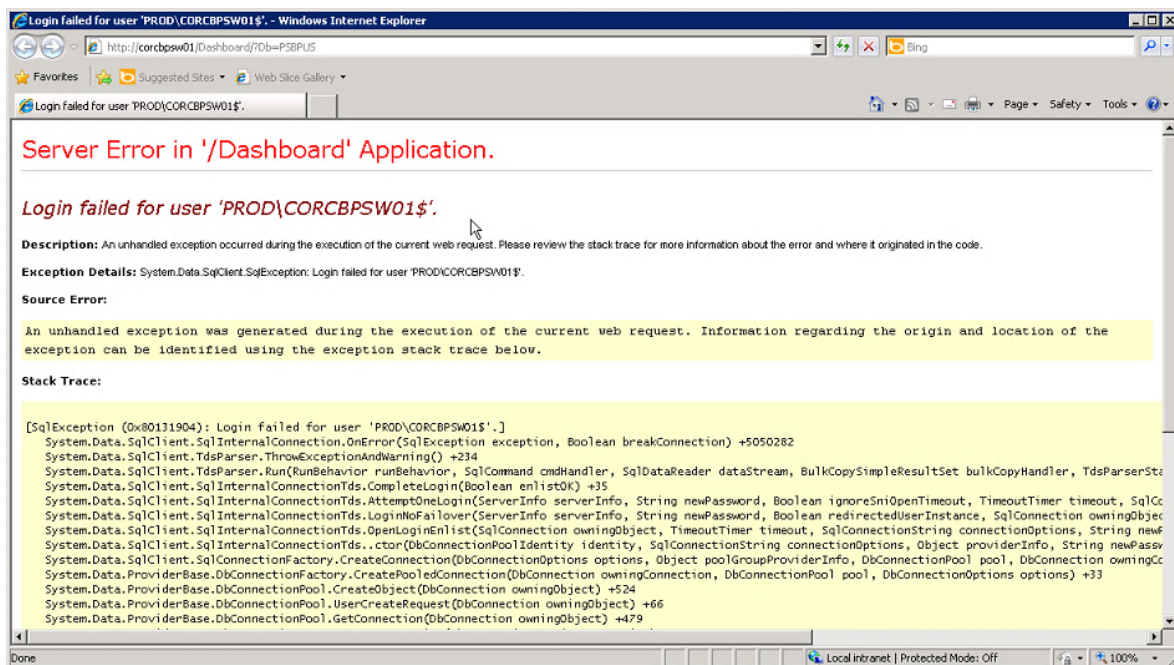 Login failed for user 'PROD\CORCBPSW01$'. - Windows Internet Explorer
http://corcbpsw01/Dashboard/?Db=PSBPUS
Bing
Favorites Suggested Sites Web Slice Gallery
Login failed for user 'PROD\CORCBPSW01$'.
Page Safety Tools
Server Error in '/Dashboard' Application.
Login failed for user 'PROD\CORCBPSW01$'.
Description: An unhandled exception occurred during the execution of the current web request. Please review the stack trace for more information about the error and where it originated in the code.
Exception Details: System.Data.SqlClient.SqlException: Login failed for user 'PROD\CORCBPSW01$'.
Source Error:
An unhandled exception was generated during the execution of the current web request. Information regarding the origin and location of the
exception can be identified using the exception stack trace below.
Stack Trace:
[SqlException (0x80131904): Login failed for user 'PROD\CORCBPSW01$'.]
System.Data.SqlClient.SqlInternalConnection.OnError(SqlException exception, Boolean breakConnection) +5050282
System.Data.SqlClient.TdsParser.ThrowExceptionAndWarning() +234
System.Data.SqlClient.TdsParser.Run(RunBehavior runBehavior, SqlCommand cmdHandler, SqlDataReader dataStream, BulkCopySimpleResultSet bulkCopyHandler, TdsParserSta
System.Data.SqlClient.SqlInternalConnectionTds.CompleteLogin(Boolean enlistOK) +35
System.Data.SqlClient.SqlInternalConnectionTds.AttemptOneLogin(ServerInfo serverInfo, String newPassword, Boolean ignoreSniOpenTimeout, TimeoutTimer timeout, SqlCo
System.Data.SqlClient.SqlInternalConnectionTds.LoginNoFailover(ServerInfo serverInfo, String newPassword, Boolean redirectedUserInstance, SqlConnection owningObjec
System.Data.SqlClient.SqlInternalConnectionTds.OpenLoginEnlist(SqlConnection owningObject, TimeoutTimer timeout, SqlConnectionString connectionOptions, String newP
System.Data.SqlClient.SqlInternalConnectionTds..ctor(DbConnectionPoolIdentity identity, SqlConnectionString connectionOptions, Object providerInfo, String newPassw
System.Data.SqlClient.SqlConnectionFactory.CreateConnection(DbConnectionOptions options, Object poolGroupProviderInfo, DbConnectionPool pool, DbConnection owningCo
System.Data.ProviderBase.DbConnectionFactory.CreatePooledConnection(DbConnection owningConnection, DbConnectionPool pool, DbConnectionOptions options) +33
System.Data.ProviderBase.DbConnectionPool.CreateObject(DbConnection owningObject) +524
System.Data.ProviderBase.DbConnectionPool.UserCreateRequest(DbConnection owningObject) +66
System.Data.ProviderBase.DbConnectionPool.GetConnection(DbConnection owningObject) +479
Done Local intranet | Protected Mode: Off 100%